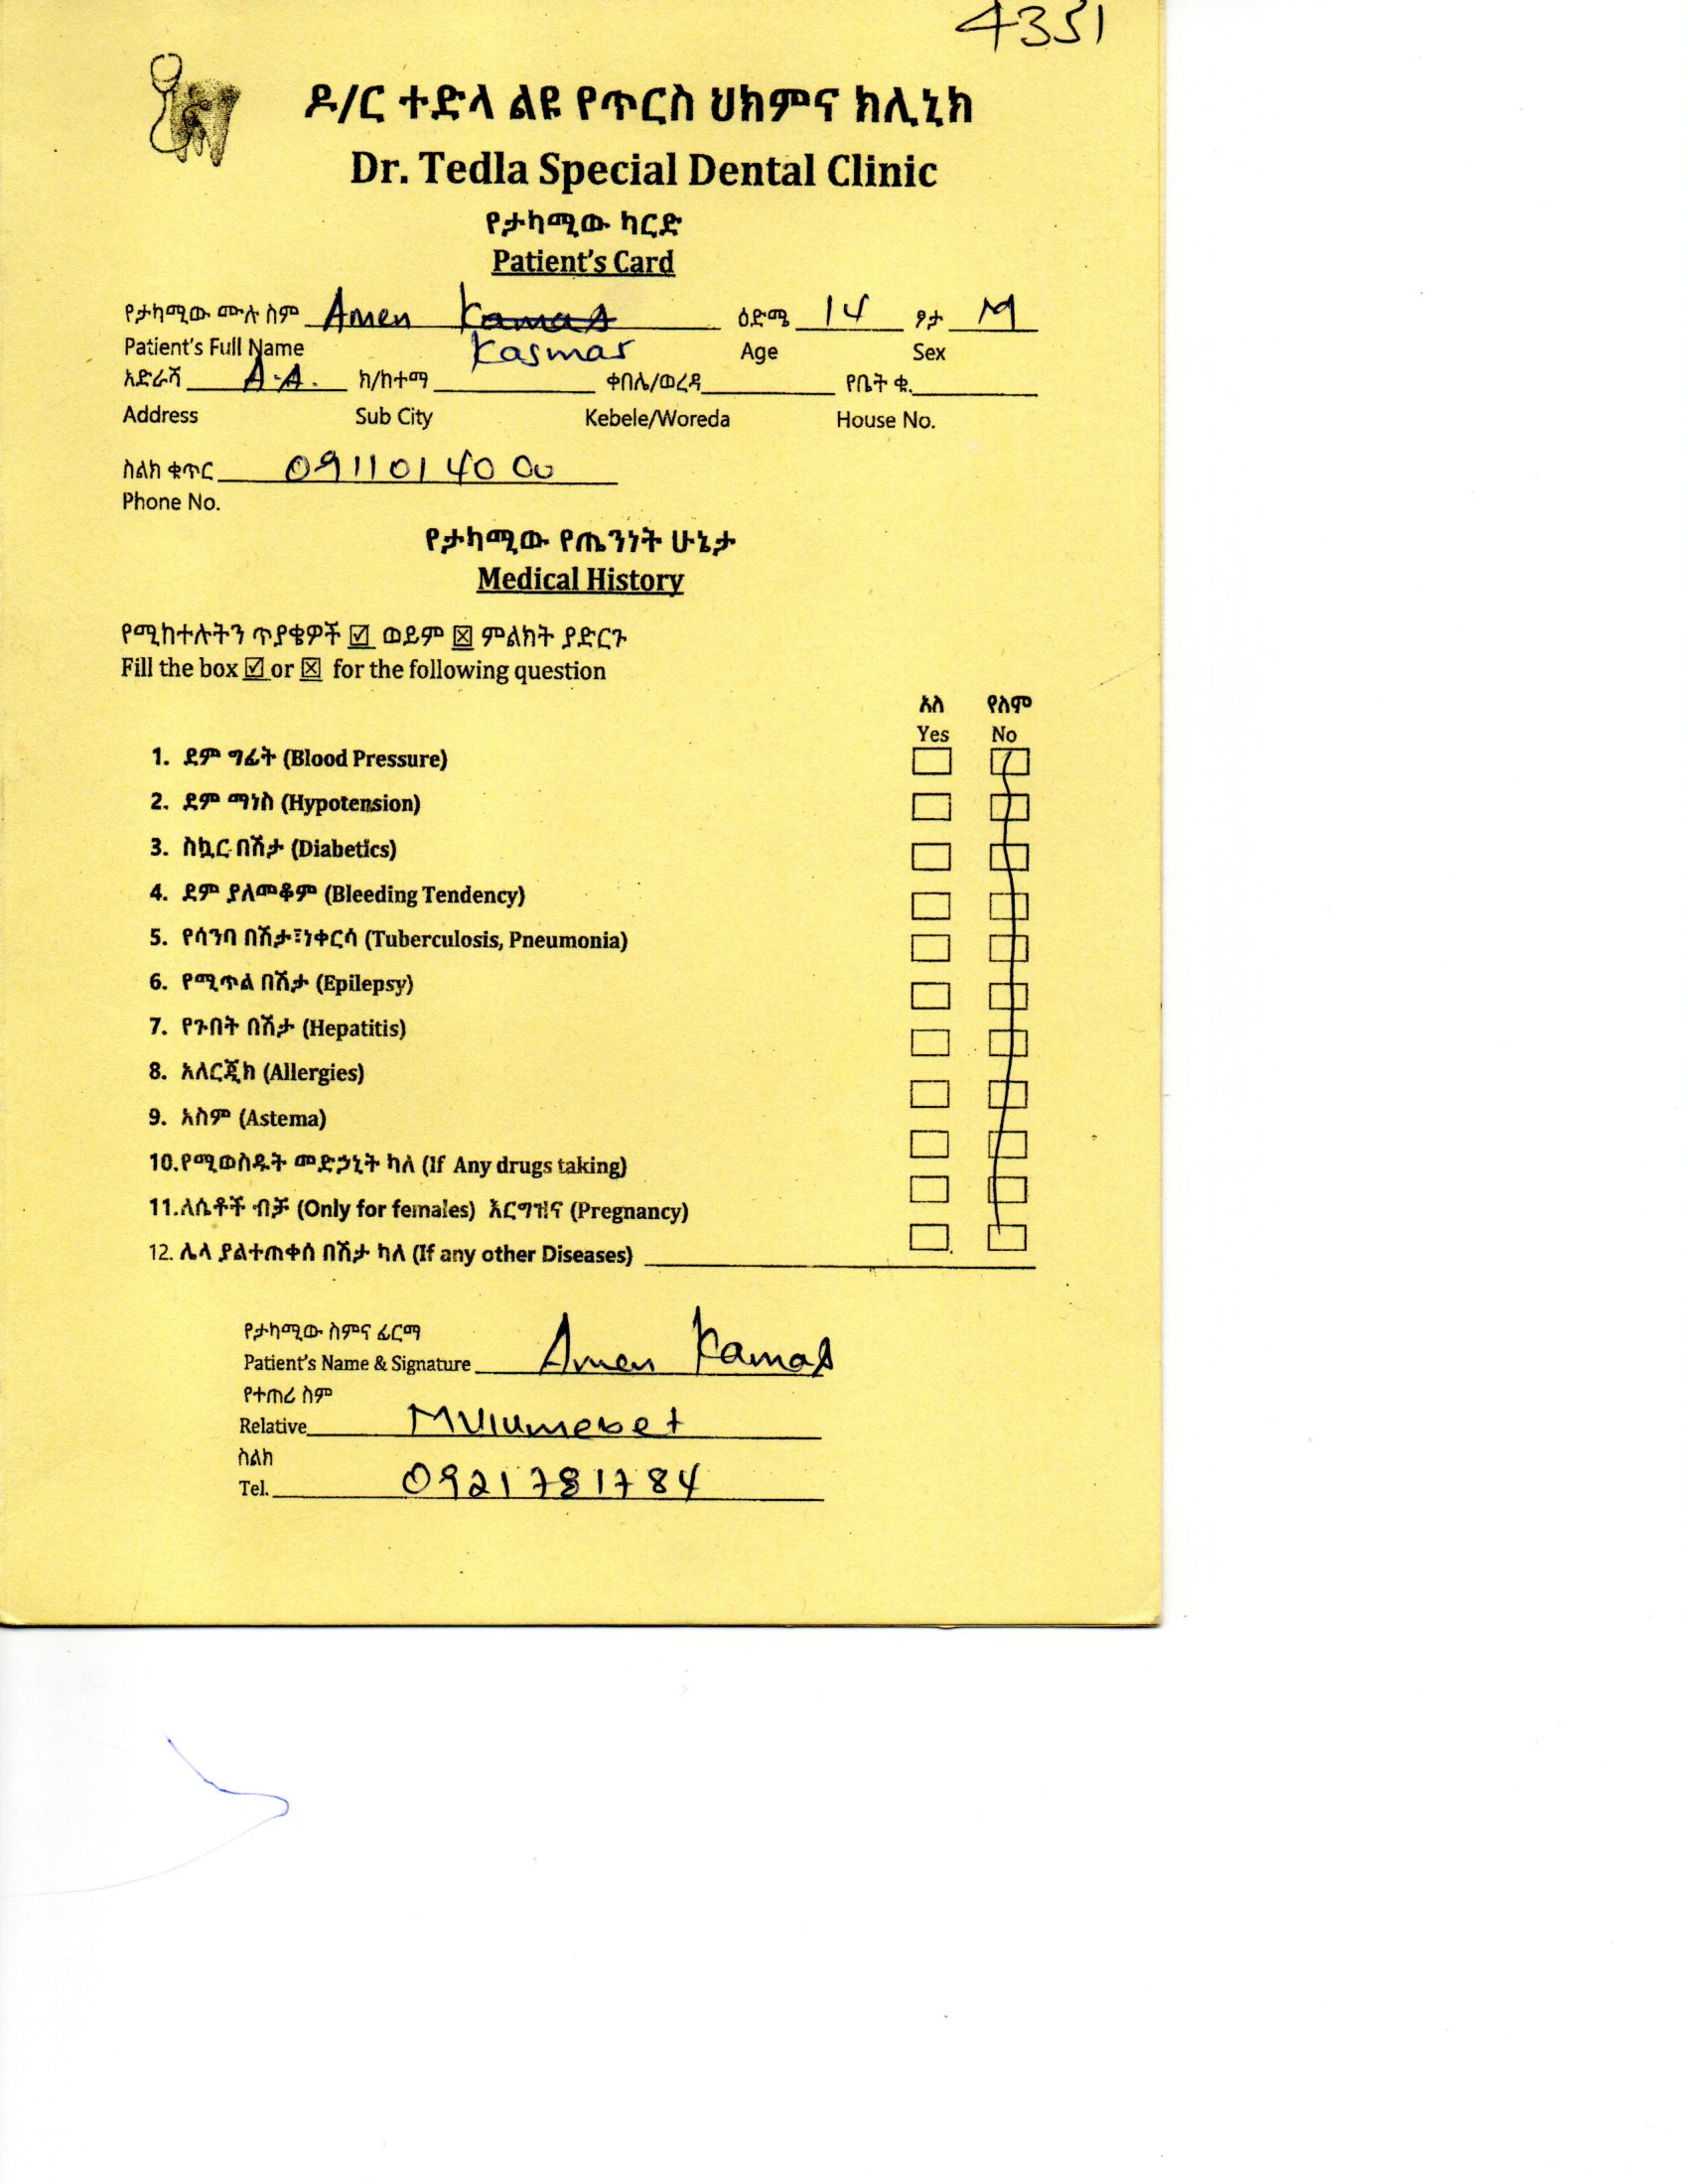 4351
ዶ/ር ተድላ ልዩ የጥርስ ህክምና ክሊኒክ
Dr. Tedla Special Dental Clinic
የታካሚው ካርድ
Patient's Card
የታካሚው ሙሉ ስም Amen Kamas ዕድሜ 14 ፆታ M
Patient's Full Name Kasmar Age Sex
አድራሻ A.A. ክ/ከተማ ቀበሌ/ወረዳ የቤት ቁ.
Address Sub City Kebele/Woreda House No.
ስልክ ቁጥር 0911014000
Phone No.
የታካሚው የጤንነት ሁኔታ
Medical History
የሚከተሉትን ጥያቄዎች ☑ ወይም ☒ ምልክት ያድርጉ
Fill the box ☑ or ☒ for the following question
አለ የለም
Yes No
1. ደም ግፊት (Blood Pressure)
2. ደም ማነስ (Hypotension)
3. ስኳር በሽታ (Diabetics)
4. ደም ያለመቆም (Bleeding Tendency)
5. የሳንባ በሽታ፣ነቀርሳ (Tuberculosis, Pneumonia)
6. የሚጥል በሽታ (Epilepsy)
7. የጉበት በሽታ (Hepatitis)
8. አለርጂክ (Allergies)
9. አስም (Astema)
10.የሚወስዱት መድኃኒት ካለ (If Any drugs taking)
11.ለሴቶች ብቻ (Only for females) እርግዝና (Pregnancy)
12. ሌላ ያልተጠቀሰ በሽታ ካለ (If any other Diseases)
የታካሚው ስምና ፊርማ
Patient's Name & Signature Amen Kamas
የተጠሪ ስም
Relative Mulumebet
ስልክ
Tel. 0921781784